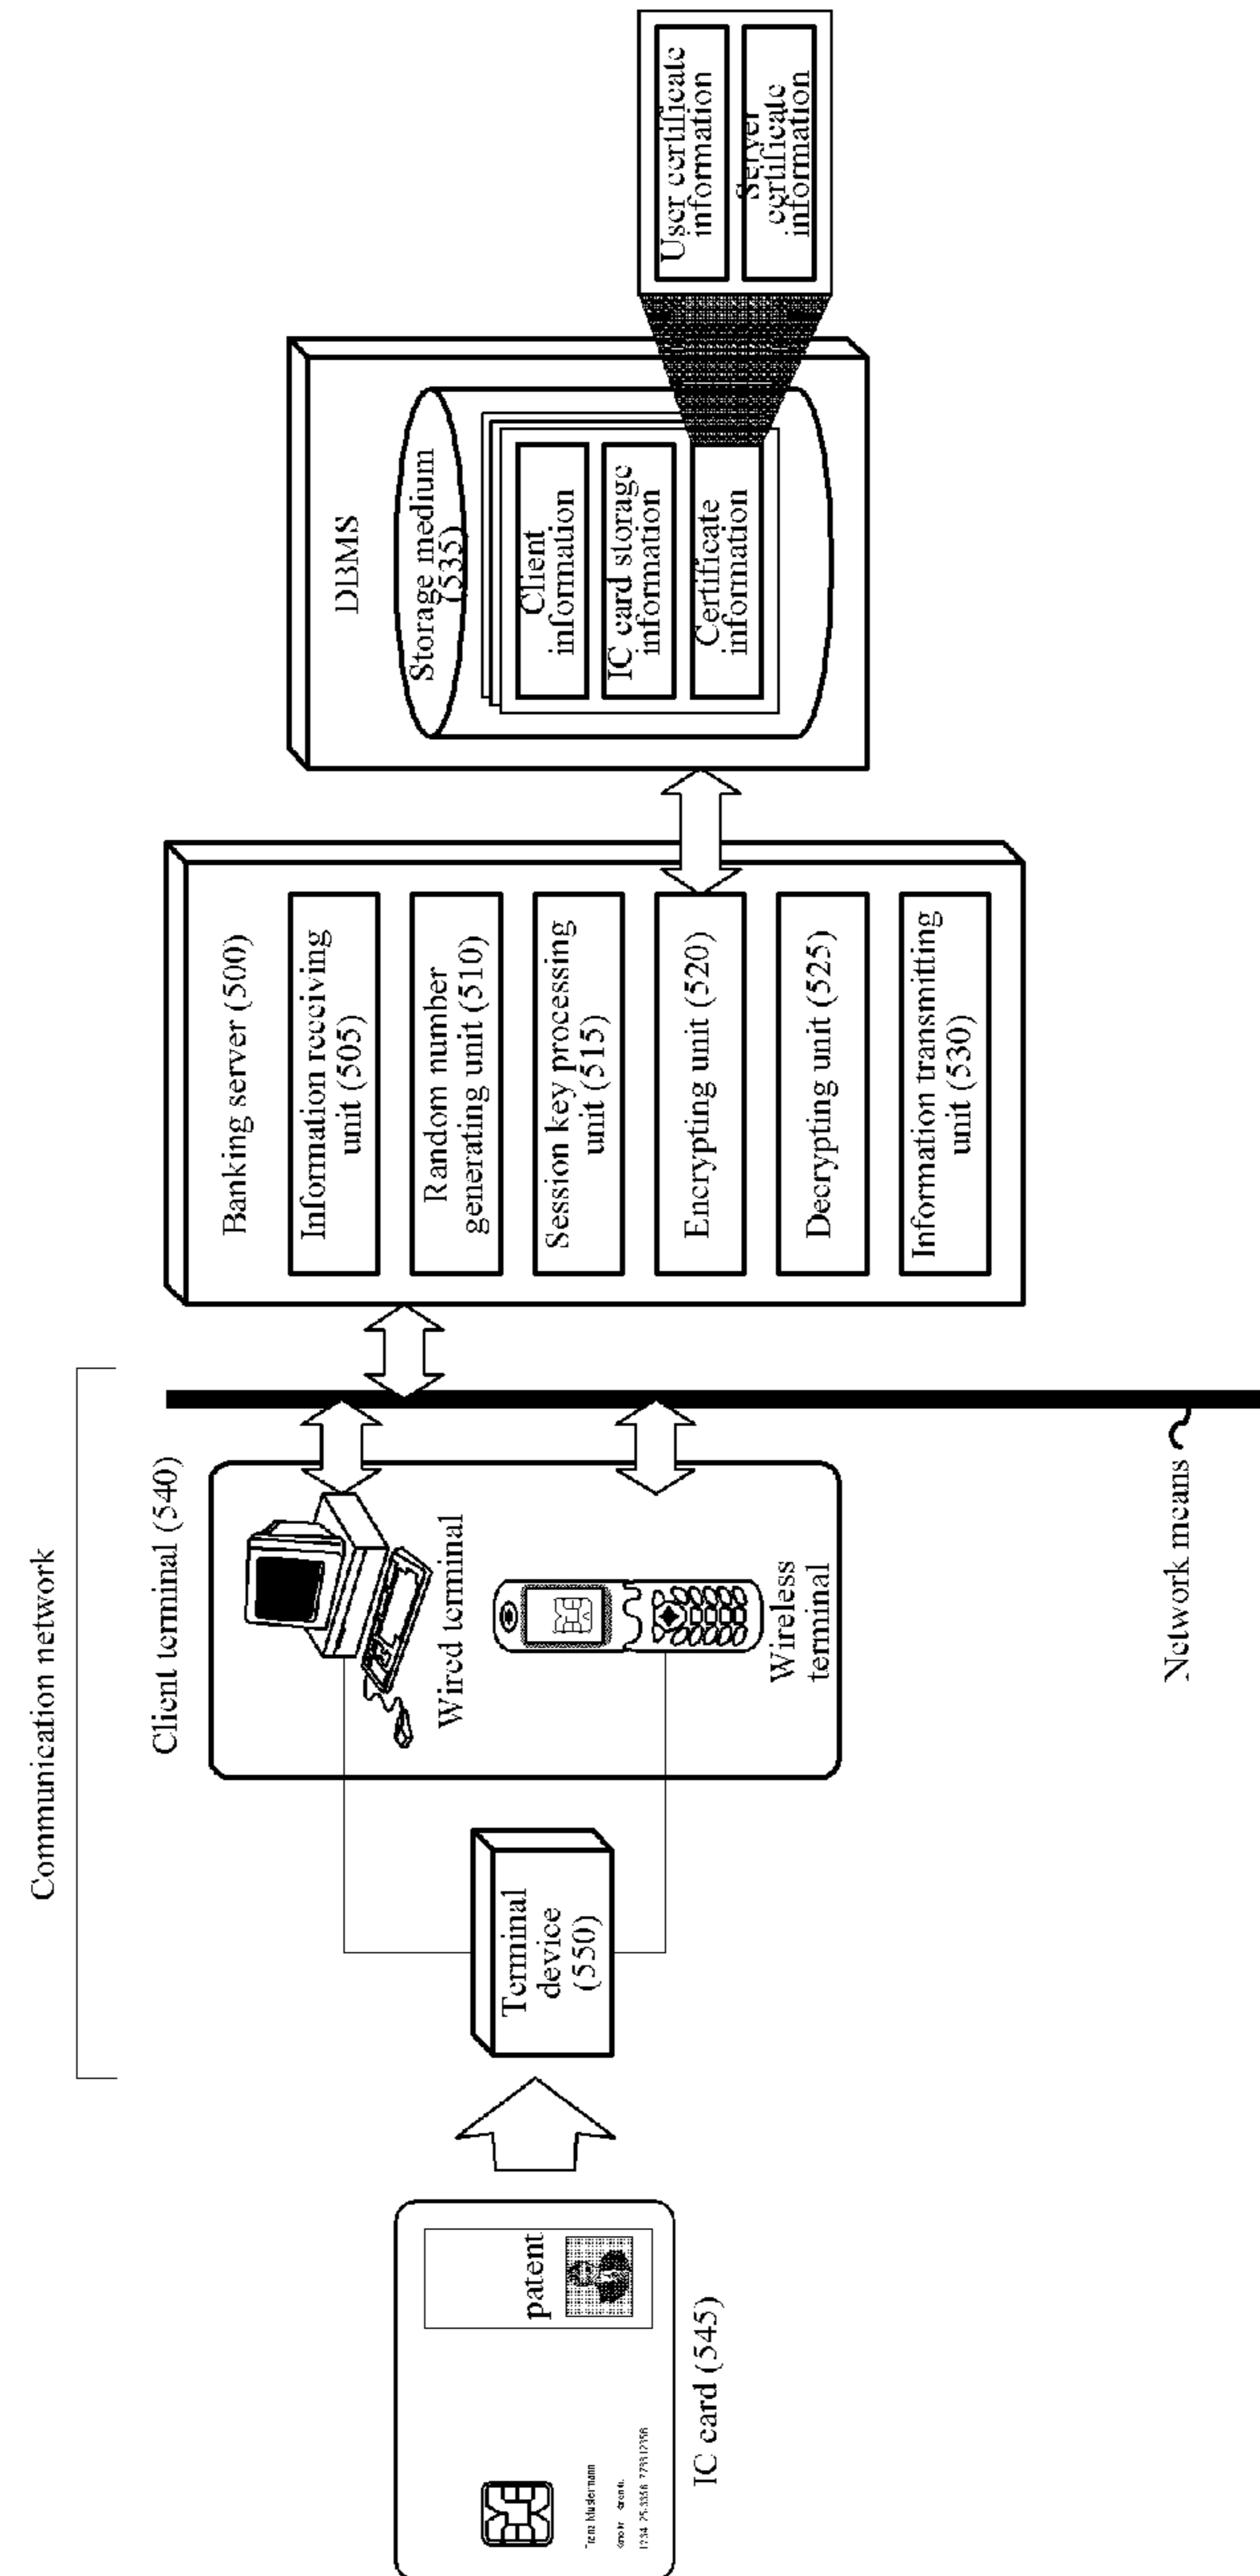 Communication network
IC card (545)
patent
Terminal
device
(550)
Client terminal (540)
Wired terminal
Wireless
terminal
Network means
Banking server (500)
Information receiving
unit (505)
Random number
generating unit (510)
Session key processing
unit (515)
Encrypting unit (520)
Decrypting unit (525)
Information transmitting
unit (530)
DBMS
Storage medium
(535)
Client
information
IC card storage
information
Certificate
information
User certificate
information
Server
certificate
information